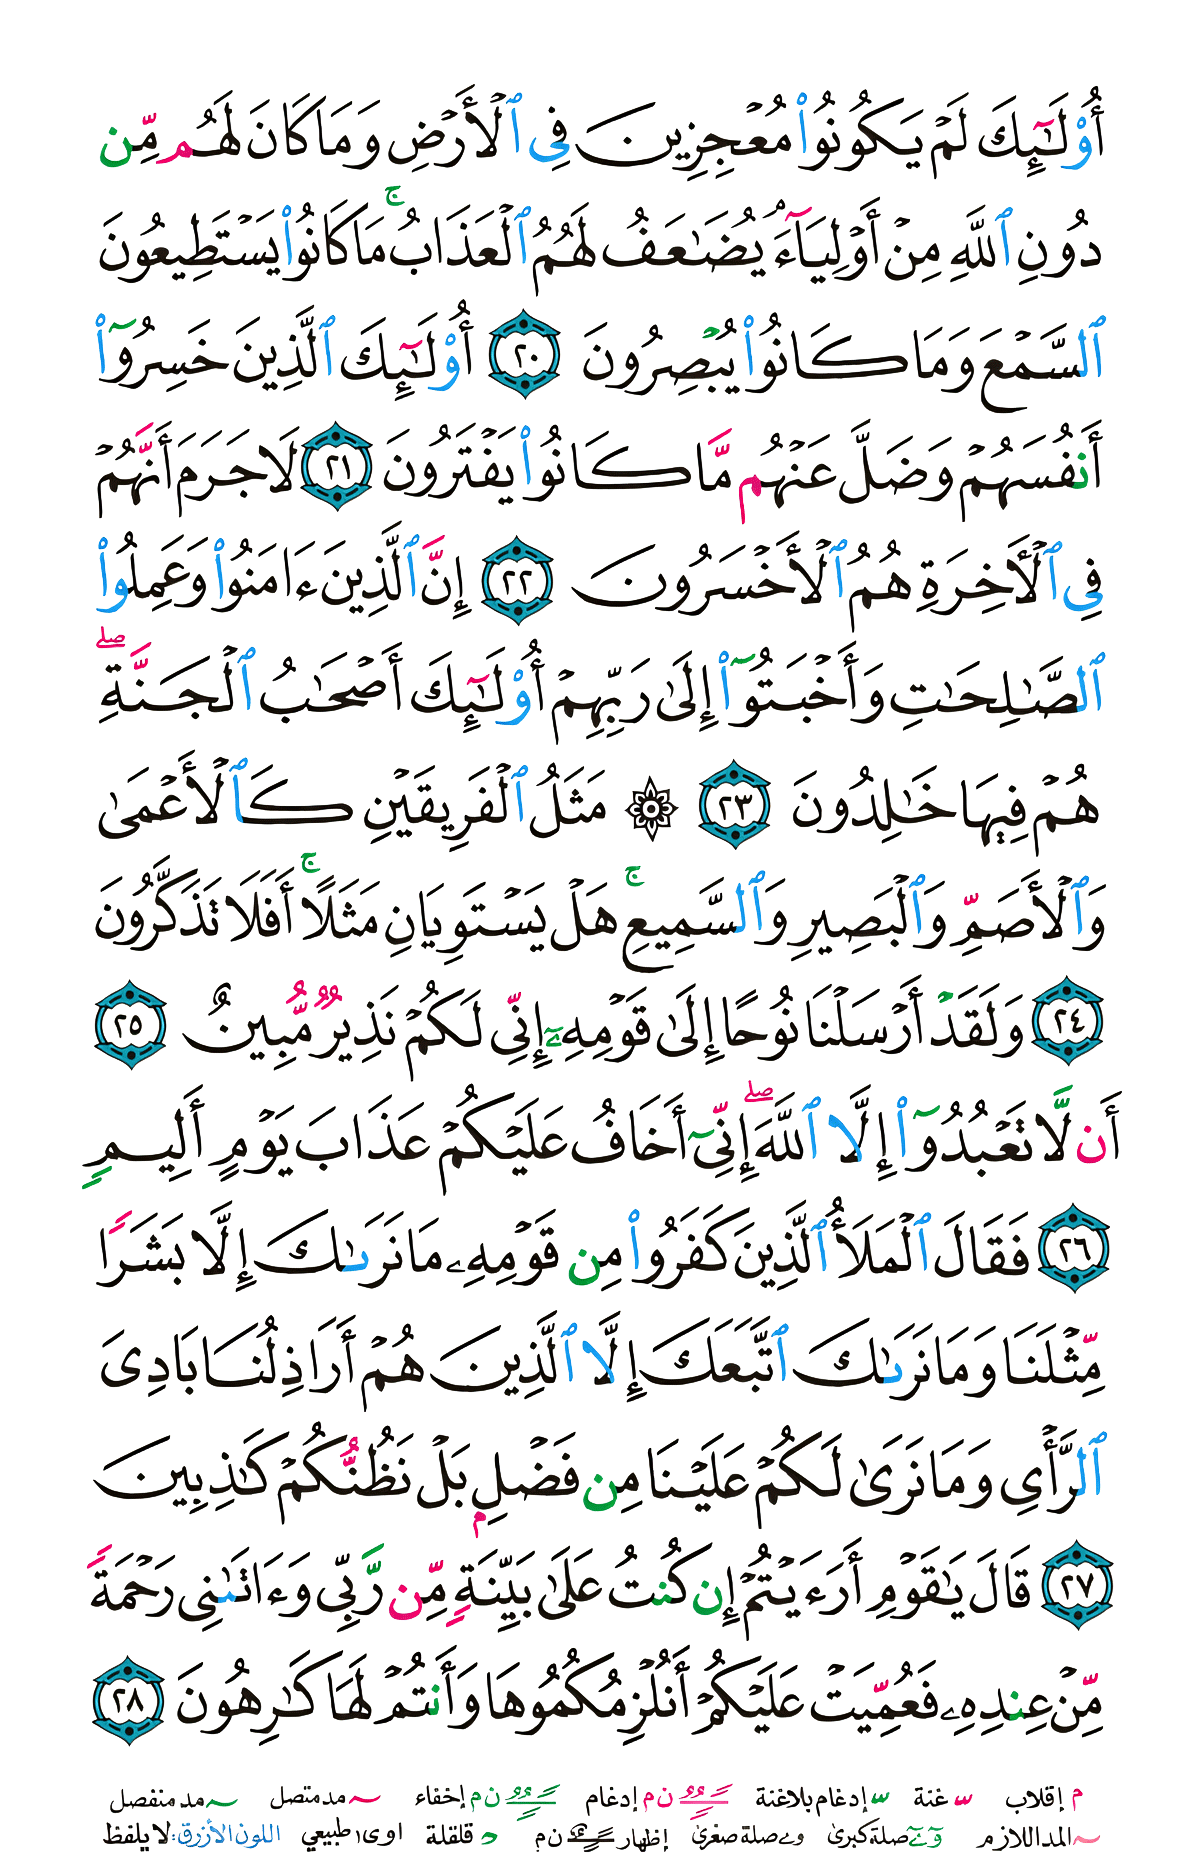 أُوْلَٰٓئِكَ لَمْ يَكُونُوا۟ مُعْجِزِينَ فِى ٱلْأَرْضِ وَمَا كَانَ لَهُم مِّن
دُونِ ٱللَّهِ مِنْ أَوْلِيَآءَ ۘ يُضَٰعَفُ لَهُمُ ٱلْعَذَابُ ۚ مَا كَانُوا۟ يَسْتَطِيعُونَ
ٱلسَّمْعَ وَمَا كَانُوا۟ يُبْصِرُونَ ٢٠ أُوْلَٰٓئِكَ ٱلَّذِينَ خَسِرُوٓا۟
أَنفُسَهُمْ وَضَلَّ عَنْهُم مَّا كَانُوا۟ يَفْتَرُونَ ٢١ لَا جَرَمَ أَنَّهُمْ
فِى ٱلْأَخِرَةِ هُمُ ٱلْأَخْسَرُونَ ٢٢ إِنَّ ٱلَّذِينَ ءَامَنُوا۟ وَعَمِلُوا۟
ٱلصَّٰلِحَٰتِ وَأَخْبَتُوٓا۟ إِلَىٰ رَبِّهِمْ أُوْلَٰٓئِكَ أَصْحَٰبُ ٱلْجَنَّةِ ۖ
هُمْ فِيهَا خَٰلِدُونَ ٢٣ ۞ مَثَلُ ٱلْفَرِيقَيْنِ كَٱلْأَعْمَىٰ
وَٱلْأَصَمِّ وَٱلْبَصِيرِ وَٱلسَّمِيعِ ۚ هَلْ يَسْتَوِيَانِ مَثَلًا ۚ أَفَلَا تَذَكَّرُونَ
٢٤ وَلَقَدْ أَرْسَلْنَا نُوحًا إِلَىٰ قَوْمِهِۦٓ إِنِّى لَكُمْ نَذِيرٌ مُّبِينٌ ٢٥
أَن لَّا تَعْبُدُوٓا۟ إِلَّا ٱللَّهَ ۖ إِنِّىٓ أَخَافُ عَلَيْكُمْ عَذَابَ يَوْمٍ أَلِيمٍ
٢٦ فَقَالَ ٱلْمَلَأُ ٱلَّذِينَ كَفَرُوا۟ مِن قَوْمِهِۦ مَا نَرَىٰكَ إِلَّا بَشَرًا
مِّثْلَنَا وَمَا نَرَىٰكَ ٱتَّبَعَكَ إِلَّا ٱلَّذِينَ هُمْ أَرَاذِلُنَا بَادِىَ
ٱلرَّأْىِ وَمَا نَرَىٰ لَكُمْ عَلَيْنَا مِن فَضْلٍۭ بَلْ نَظُنُّكُمْ كَٰذِبِينَ
٢٧ قَالَ يَٰقَوْمِ أَرَءَيْتُمْ إِن كُنتُ عَلَىٰ بَيِّنَةٍ مِّن رَّبِّى وَءَاتَىٰنِى رَحْمَةً
مِّنْ عِندِهِۦ فَعُمِّيَتْ عَلَيْكُمْ أَنُلْزِمُكُمُوهَا وَأَنتُمْ لَهَا كَٰرِهُونَ ٢٨
م إقلاب ّ غنة ّ إدغام بلاغنة ًٌٍ ن م إدغام ًٌٍ ن م إخفاء ٓ مد متصل ٓ مد منفصل
ٓ المد اللازم وٓ ےٓ صلة كبرىٰ و ے صلة صغرىٰ إظهار ًٌٍ ن م ْ قلقلة ا و ى ٰ طبيعي اللون الأزرق: لا يلفظ